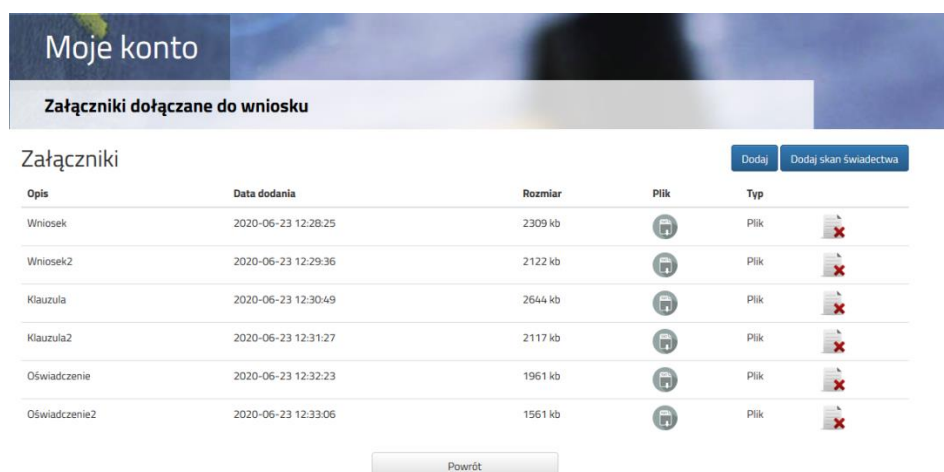 Moje konto
Załączniki dołączane do wniosku
Załączniki Dodaj Dodaj skan świadectwa
Opis Data dodania Rozmiar Plik Typ
Wniosek 2020-06-23 12:28:25 2309 kb Plik
Wniosek2 2020-06-23 12:29:36 2122 kb Plik
Klauzula 2020-06-23 12:30:49 2644 kb Plik
Klauzula2 2020-06-23 12:31:27 2117 kb Plik
Oświadczenie 2020-06-23 12:32:23 1961 kb Plik
Oświadczenie2 2020-06-23 12:33:06 1561 kb Plik
Powrót